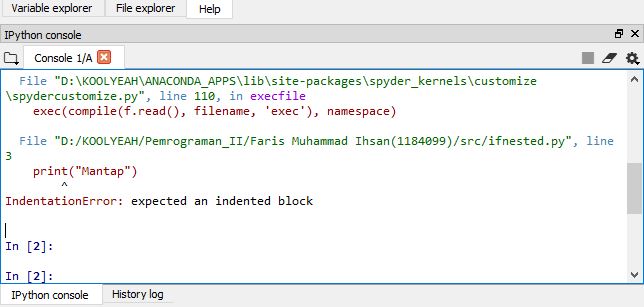 Variable explorer File explorer Help
IPython console
Console 1/A
File "D:\KOOLYEAH\ANACONDA_APPS\lib\site-packages\spyder_kernels\customize
\spydercustomize.py", line 110, in execfile
exec(compile(f.read(), filename, 'exec'), namespace)
File "D:/KOOLYEAH/Pemrograman_II/Faris Muhammad Ihsan(1184099)/src/ifnested.py", line
3
print("Mantap")
^
IndentationError: expected an indented block
In [2]:
In [2]:
IPython console History log